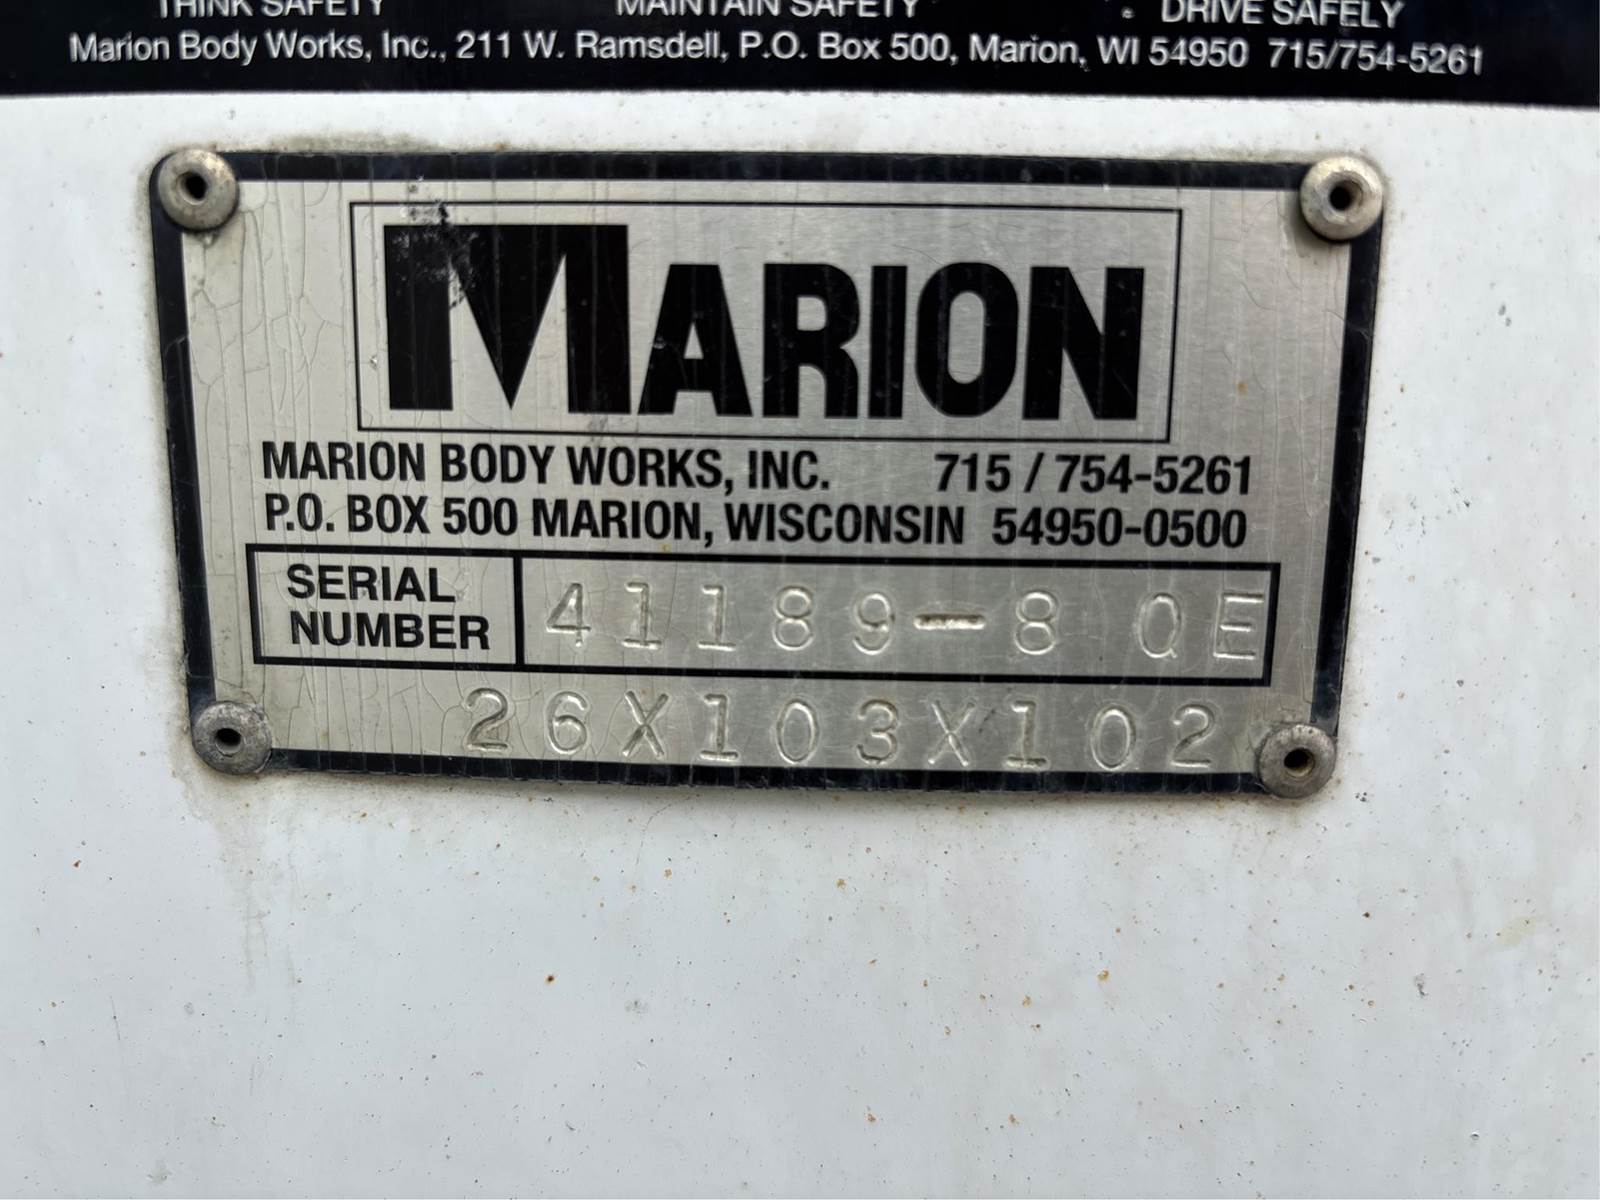 THINK SAFETY MAINTAIN SAFETY DRIVE SAFELY
Marion Body Works, Inc., 211 W. Ramsdell, P.O. Box 500, Marion, WI 54950 715/754-5261
MARION
MARION BODY WORKS, INC. 715 / 754-5261
P.O. BOX 500 MARION, WISCONSIN 54950-0500
SERIAL NUMBER 41189-8 QE
26X103X102